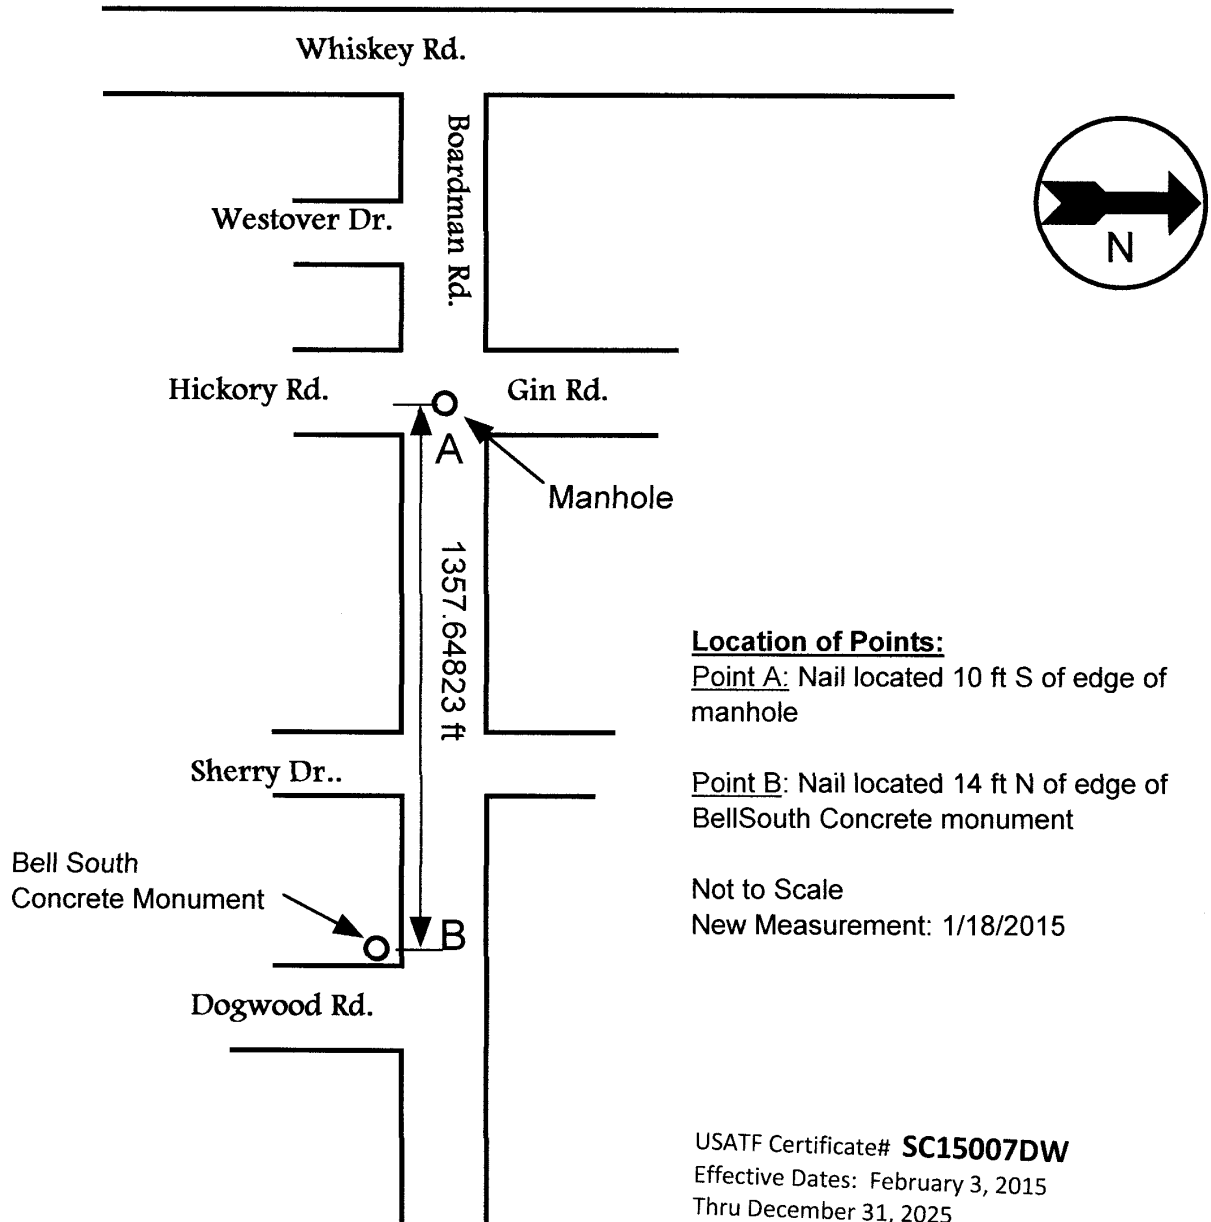 Whiskey Rd.
Boardman Rd.
Westover Dr.
N
Hickory Rd.
Gin Rd.
A
Manhole
1357.64823 ft
Location of Points:
Point A: Nail located 10 ft S of edge of
manhole
Sherry Dr..
Point B: Nail located 14 ft N of edge of
BellSouth Concrete monument
Bell South
Concrete Monument
Not to Scale
New Measurement: 1/18/2015
B
Dogwood Rd.
USATF Certificate# SC15007DW
Effective Dates: February 3, 2015
Thru December 31, 2025